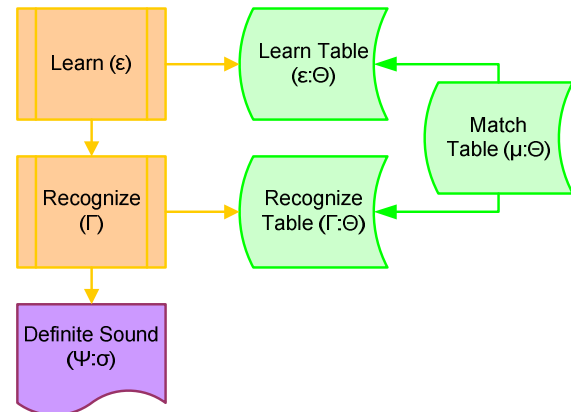 Learn (ε)
Learn Table
(ε:Θ)
Match
Table (μ:Θ)
Recognize
(Γ)
Recognize
Table (Γ:Θ)
Definite Sound
(Ψ:σ)